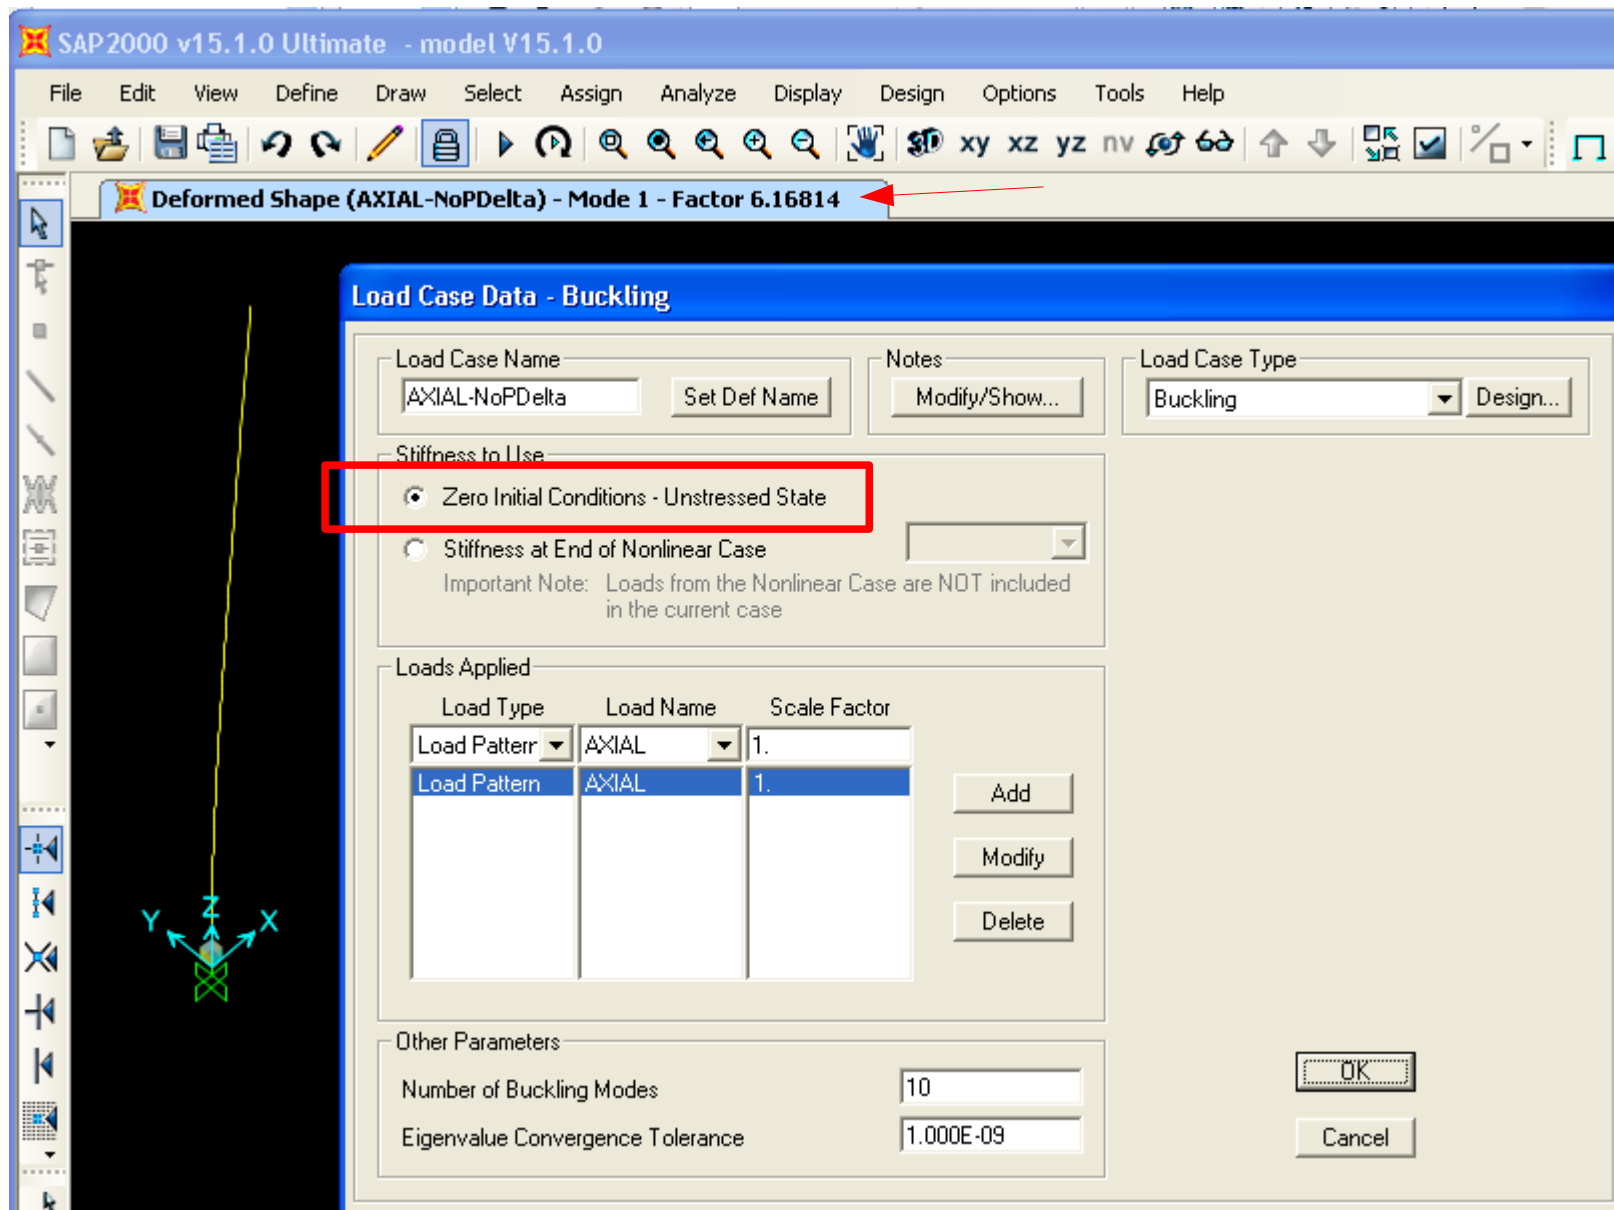 SAP2000 v15.1.0 Ultimate - model V15.1.0
File Edit View Define Draw Select Assign Analyze Display Design Options Tools Help
3D xy xz yz nv
Deformed Shape (AXIAL-NoPDelta) - Mode 1 - Factor 6.16814
Load Case Data - Buckling
Load Case Name
AXIAL-NoPDelta
Set Def Name
Notes
Modify/Show...
Load Case Type
Buckling
Design...
Stiffness to Use
Zero Initial Conditions - Unstressed State
Stiffness at End of Nonlinear Case
Important Note: Loads from the Nonlinear Case are NOT included
in the current case
Loads Applied
Load Type Load Name Scale Factor
Load Patterr AXIAL 1.
Load Pattern AXIAL 1.
Add
Modify
Delete
Y Z X
Other Parameters
Number of Buckling Modes 10
Eigenvalue Convergence Tolerance 1.000E-09
OK
Cancel